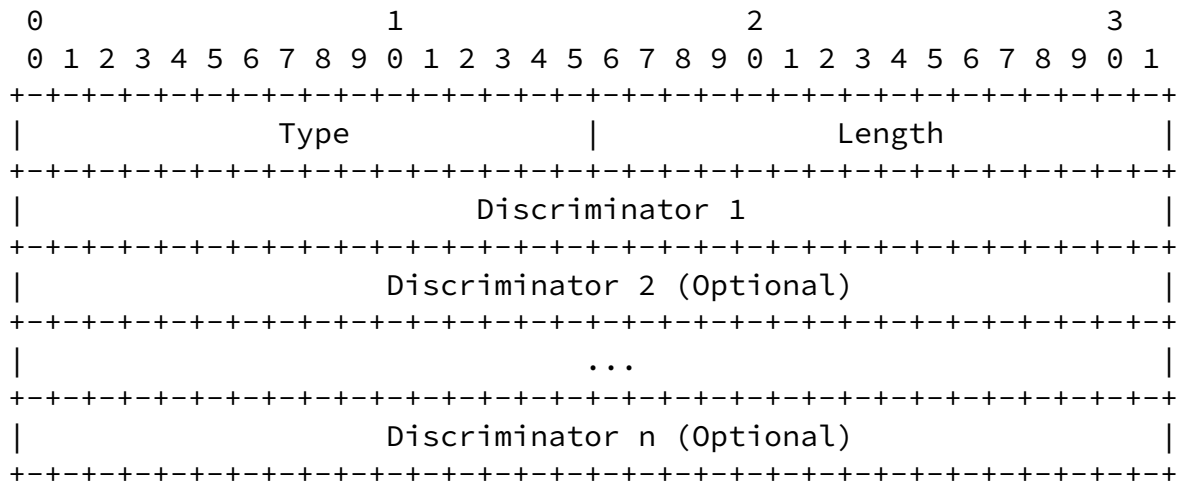 0                   1                   2                   3
 0 1 2 3 4 5 6 7 8 9 0 1 2 3 4 5 6 7 8 9 0 1 2 3 4 5 6 7 8 9 0 1
+-+-+-+-+-+-+-+-+-+-+-+-+-+-+-+-+-+-+-+-+-+-+-+-+-+-+-+-+-+-+-+-+
|              Type             |             Length            |
+-+-+-+-+-+-+-+-+-+-+-+-+-+-+-+-+-+-+-+-+-+-+-+-+-+-+-+-+-+-+-+-+
|                         Discriminator 1                       |
+-+-+-+-+-+-+-+-+-+-+-+-+-+-+-+-+-+-+-+-+-+-+-+-+-+-+-+-+-+-+-+-+
|                    Discriminator 2 (Optional)                 |
+-+-+-+-+-+-+-+-+-+-+-+-+-+-+-+-+-+-+-+-+-+-+-+-+-+-+-+-+-+-+-+-+
|                               ...                             |
+-+-+-+-+-+-+-+-+-+-+-+-+-+-+-+-+-+-+-+-+-+-+-+-+-+-+-+-+-+-+-+-+
|                    Discriminator n (Optional)                 |
+-+-+-+-+-+-+-+-+-+-+-+-+-+-+-+-+-+-+-+-+-+-+-+-+-+-+-+-+-+-+-+-+